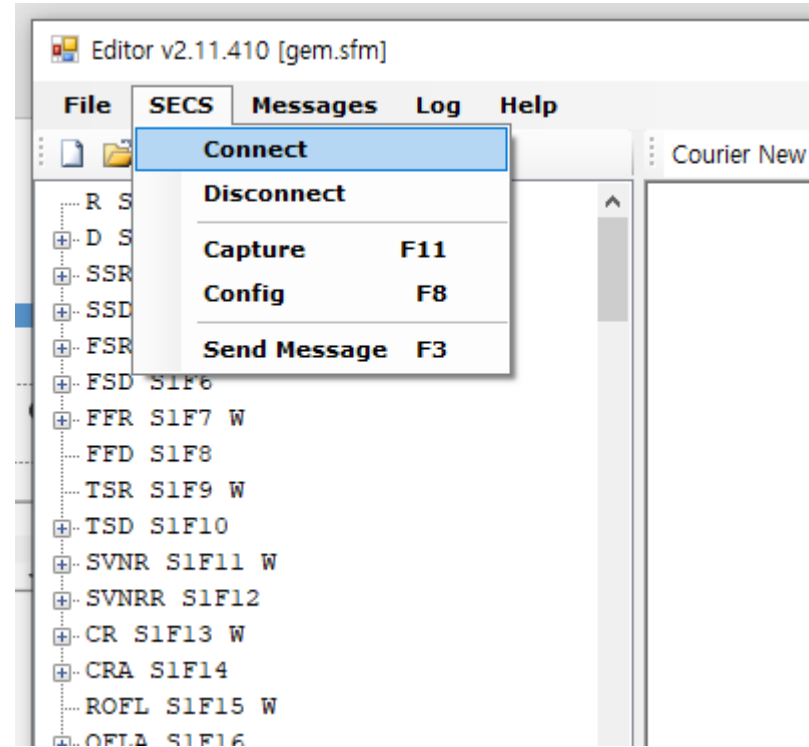 Editor v2.11.410 [gem.sfm]
File SECS Messages Log Help
Connect
Courier New
Disconnect
Capture F11
Config F8
Send Message F3
R S
D S
SSR
SSD
FSR
FSD S1F6
FFR S1F7 W
FFD S1F8
TSR S1F9 W
TSD S1F10
SVNR S1F11 W
SVNRR S1F12
CR S1F13 W
CRA S1F14
ROFL S1F15 W
OFLA S1F16